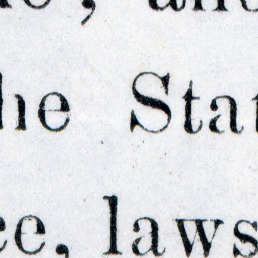 he Stat
ee, laws